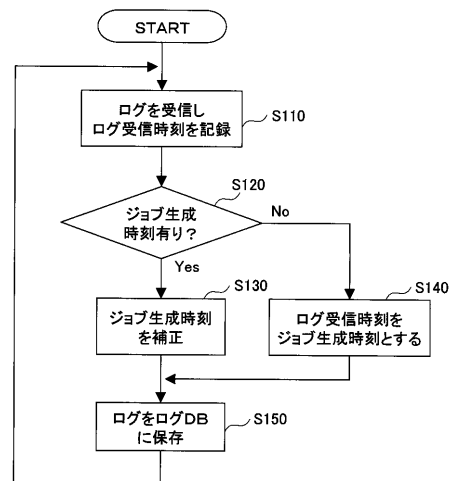 START
ログを受信し
ログ受信時刻を記録
S110
ジョブ生成
時刻有り?
S120
No
Yes
ジョブ生成時刻
を補正
S130
ログ受信時刻を
ジョブ生成時刻とする
S140
ログをログDB
に保存
S150